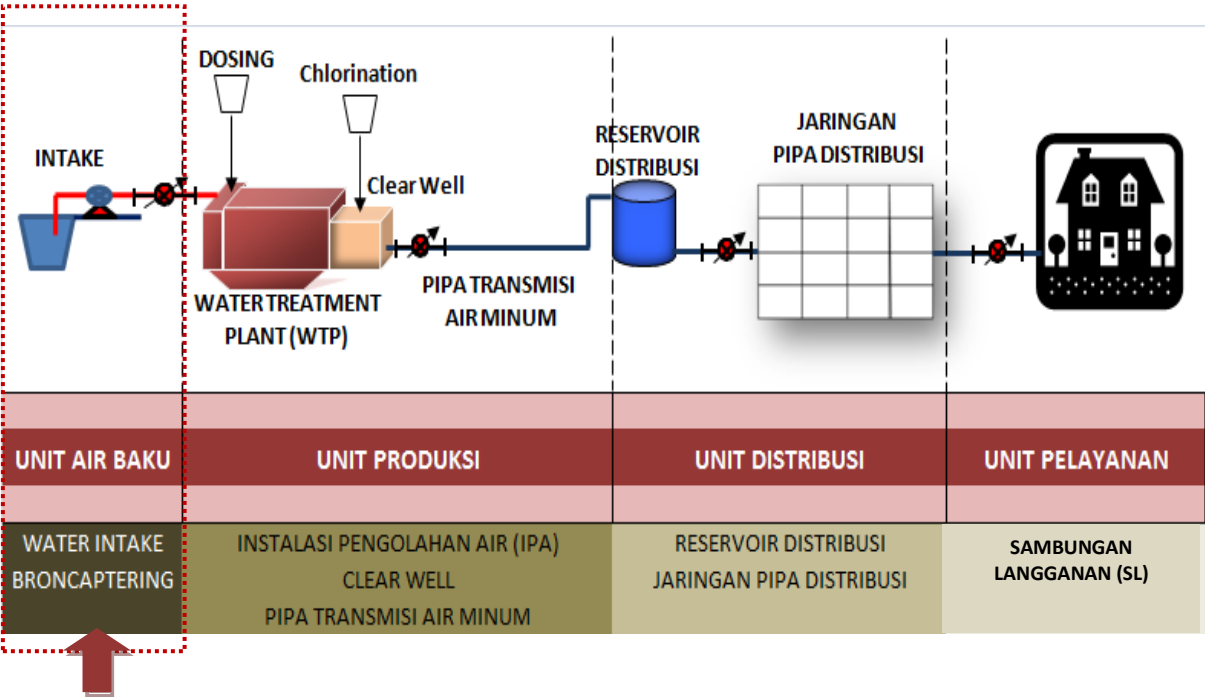 DOSING
Chlorination
INTAKE
Clear Well
WATER TREATMENT
PLANT (WTP)
PIPA TRANSMISI
AIR MINUM
RESERVOIR
DISTRIBUSI
JARINGAN
PIPA DISTRIBUSI
UNIT AIR BAKU
UNIT PRODUKSI
UNIT DISTRIBUSI
UNIT PELAYANAN
WATER INTAKE
BRONCAPTERING
INSTALASI PENGOLAHAN AIR (IPA)
CLEAR WELL
PIPA TRANSMISI AIR MINUM
RESERVOIR DISTRIBUSI
JARINGAN PIPA DISTRIBUSI
SAMBUNGAN
LANGGANAN (SL)